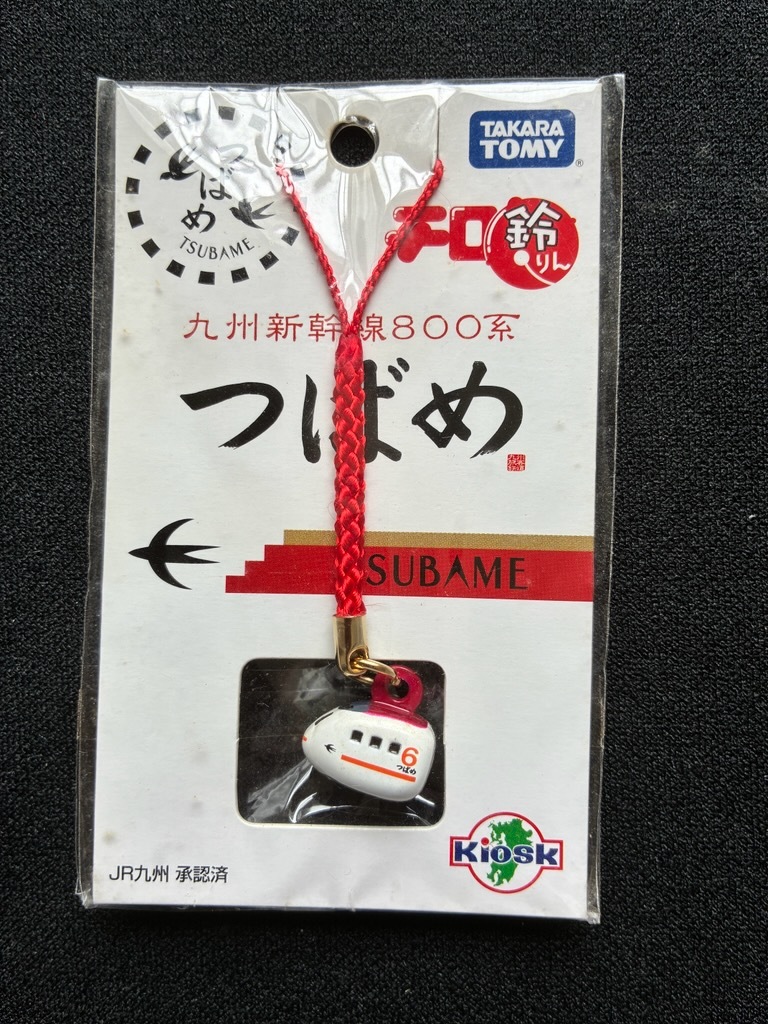 つばめ
TSUBAME
TAKARA
TOMY
®
チロ鈴りん
九州新幹線800系
つばめ
SUBAME
6
つばめ
JR九州 承認済
Kiosk